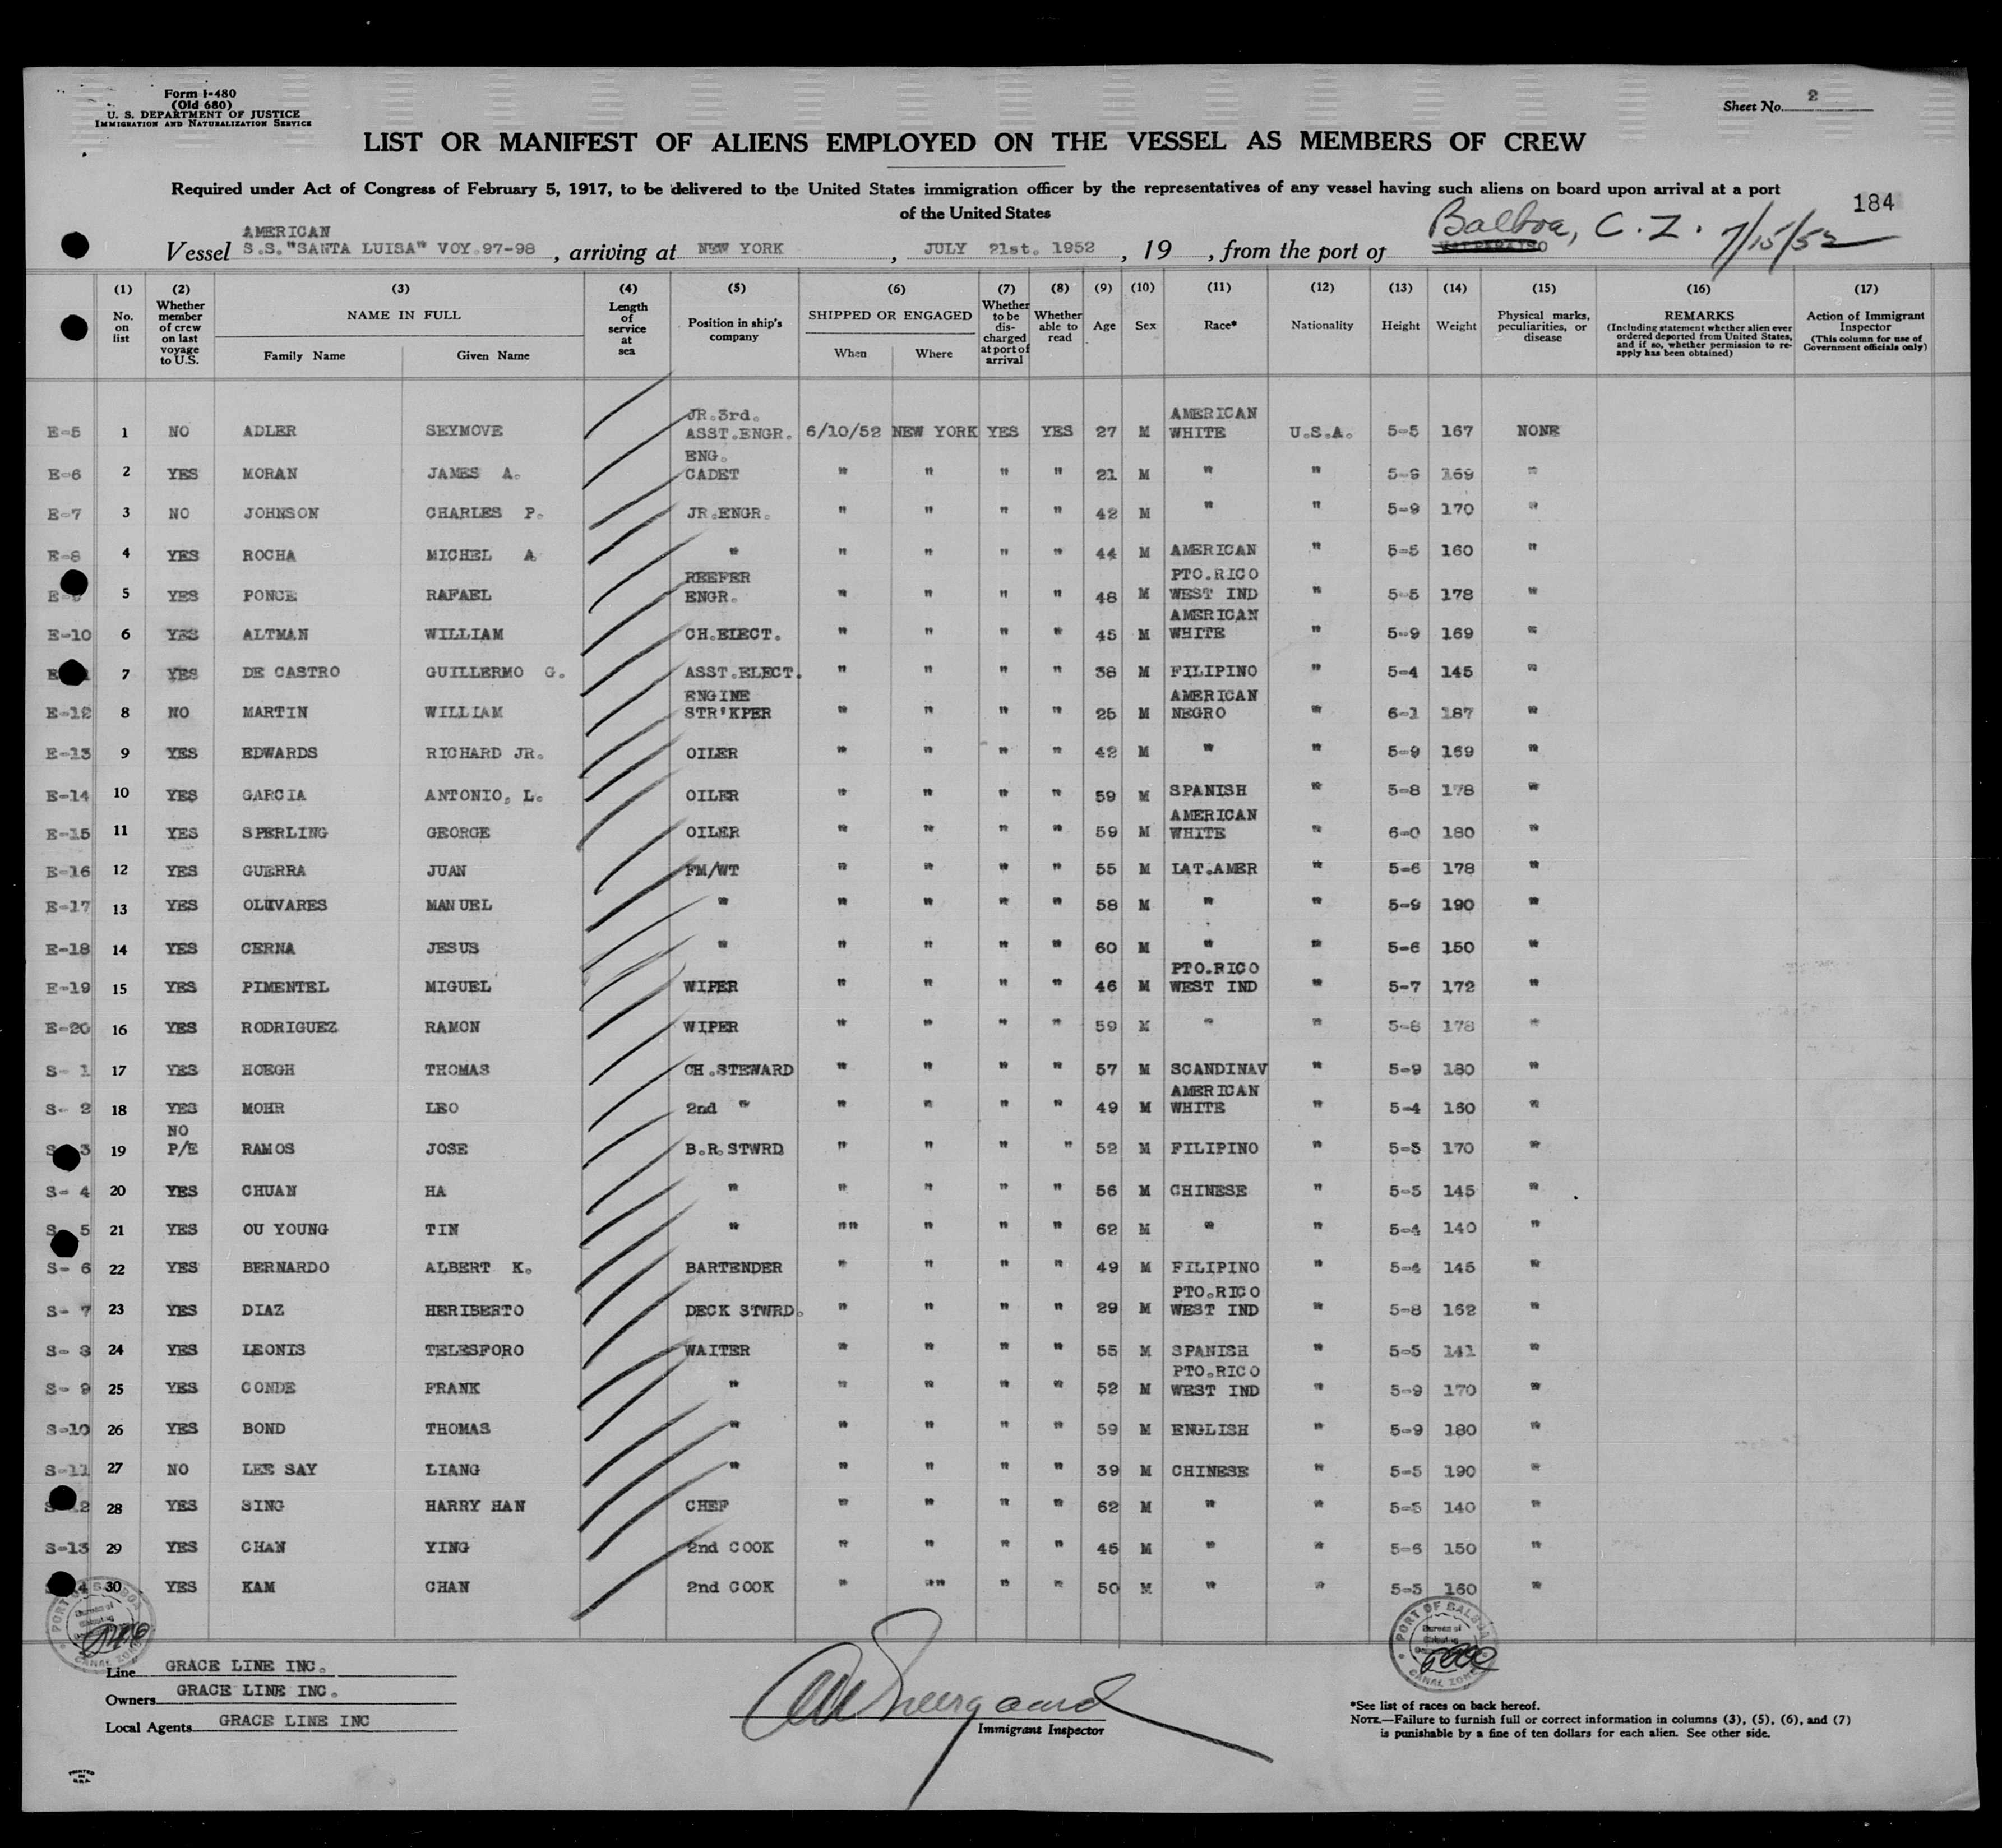 Form I-480
(Old 680)
U. S. DEPARTMENT OF JUSTICE
IMMIGRATION AND NATURALIZATION SERVICE
Sheet No. 2
LIST OR MANIFEST OF ALIENS EMPLOYED ON THE VESSEL AS MEMBERS OF CREW
Required under Act of Congress of February 5, 1917, to be delivered to the United States immigration officer by the representatives of any vessel having such aliens on board upon arrival at a port
of the United States
184
AMERICAN
Vessel S.S."SANTA LUISA" VOY.97-98, arriving at NEW YORK, JULY 21st. 1952, 19, from the port of Balboa, C. Z. 7/15/52
(1) No. on list
(2) Whether member of crew on last voyage to U.S.
(3) NAME IN FULL Family Name Given Name
(4) Length of service at sea
(5) Position in ship's company
(6) SHIPPED OR ENGAGED When Where
(7) Whether to be discharged at port of arrival
(8) Whether able to read
(9) Age
(10) Sex
(11) Race*
(12) Nationality
(13) Height
(14) Weight
(15) Physical marks, peculiarities, or disease
(16) REMARKS (Including statement whether alien ever ordered deported from United States, and if so, whether permission to reapply has been obtained)
(17) Action of Immigrant Inspector (This column for use of Government officials only)
E-5 1 NO ADLER SEYMOVE JR.3rd. ASST.ENGR. 6/10/52 NEW YORK YES YES 27 M AMERICAN WHITE U.S.A. 5-5 167 NONE
E-6 2 YES MORAN JAMES A. ENG. CADET " " " " 21 M " " 5-8 169 "
E-7 3 NO JOHNSON CHARLES P. JR.ENGR. " " " " 42 M " " 5-9 170 "
E-8 4 YES ROCHA MICHEL A " " " " " 44 M AMERICAN " 5-5 160 "
5 YES PONCE RAFAEL REEFER ENGR. " " " " 48 M PTO.RICO WEST IND " 5-5 178 "
E-10 6 YES ALTMAN WILLIAM CH.ELECT. " " " " 45 M AMERICAN WHITE " 5-9 169 "
7 YES DE CASTRO GUILLERMO G. ASST.ELECT. " " " " 38 M FILIPINO " 5-4 145 "
E-12 8 NO MARTIN WILLIAM ENGINE STR'KPER " " " " 25 M AMERICAN NEGRO " 6-1 187 "
E-13 9 YES EDWARDS RICHARD JR. OILER " " " " 42 M " " 5-9 169 "
E-14 10 YES GARCIA ANTONIO, L. OILER " " " " 59 M SPANISH " 5-8 178 "
E-15 11 YES SPERLING GEORGE OILER " " " " 59 M AMERICAN WHITE " 6-0 180 "
E-16 12 YES GUERRA JUAN FM/WT " " " " 55 M LAT.AMER " 5-6 178 "
E-17 13 YES OLIVARES MANUEL " " " " " 58 M " " 5-9 190 "
E-18 14 YES CERNA JESUS " " " " " 60 M " " 5-6 150 "
E-19 15 YES PIMENTEL MIGUEL WIPER " " " " 46 M PTO.RICO WEST IND " 5-7 172 "
E-20 16 YES RODRIGUEZ RAMON WIPER " " " " 59 M " " 5-8 178 "
S- 1 17 YES HOEGH THOMAS CH.STEWARD " " " " 57 M SCANDINAV " 5-9 180 "
S- 2 18 YES MOHR LEO 2nd " " " " " 49 M AMERICAN WHITE " 5-4 160 "
S- 3 19 NO P/E RAMOS JOSE B.R.STWRD " " " " 52 M FILIPINO " 5-5 170 "
S- 4 20 YES CHUAN HA " " " " " 56 M CHINESE " 5-5 145 "
S- 5 21 YES OU YOUNG TIN " "" " " " 62 M " " 5-4 140 "
S- 6 22 YES BERNARDO ALBERT K. BARTENDER " " " " 49 M FILIPINO " 5-4 145 "
S- 7 23 YES DIAZ HERIBERTO DECK STWRD. " " " " 29 M PTO.RICO WEST IND " 5-8 162 "
S- 8 24 YES LEONIS TELESFORO WAITER " " " " 55 M SPANISH " 5-5 141 "
S- 9 25 YES CONDE FRANK " " " " " 52 M PTO.RICO WEST IND " 5-9 170 "
S-10 26 YES BOND THOMAS " " " " " 59 M ENGLISH " 5-9 180 "
S-11 27 NO LEE SAY LIANG " " " " " 39 M CHINESE " 5-5 190 "
28 YES SING HARRY HAN CHEF " " " " 62 M " " 5-5 140 "
S-13 29 YES CHAN YING 2nd COOK " " " " 45 M " " 5-6 150 "
30 YES KAM CHAN 2nd COOK " "" " " 50 M " " 5-5 160 "
PORT OF BALBOA CANAL ZONE
PORT OF BALBOA CANAL ZONE
Line GRACE LINE INC.
Owners GRACE LINE INC.
Local Agents GRACE LINE INC
Immigrant Inspector
*See list of races on back hereof.
NOTE.—Failure to furnish full or correct information in columns (3), (5), (6), and (7)
is punishable by a fine of ten dollars for each alien. See other side.
PRINTED IN U.S.A.